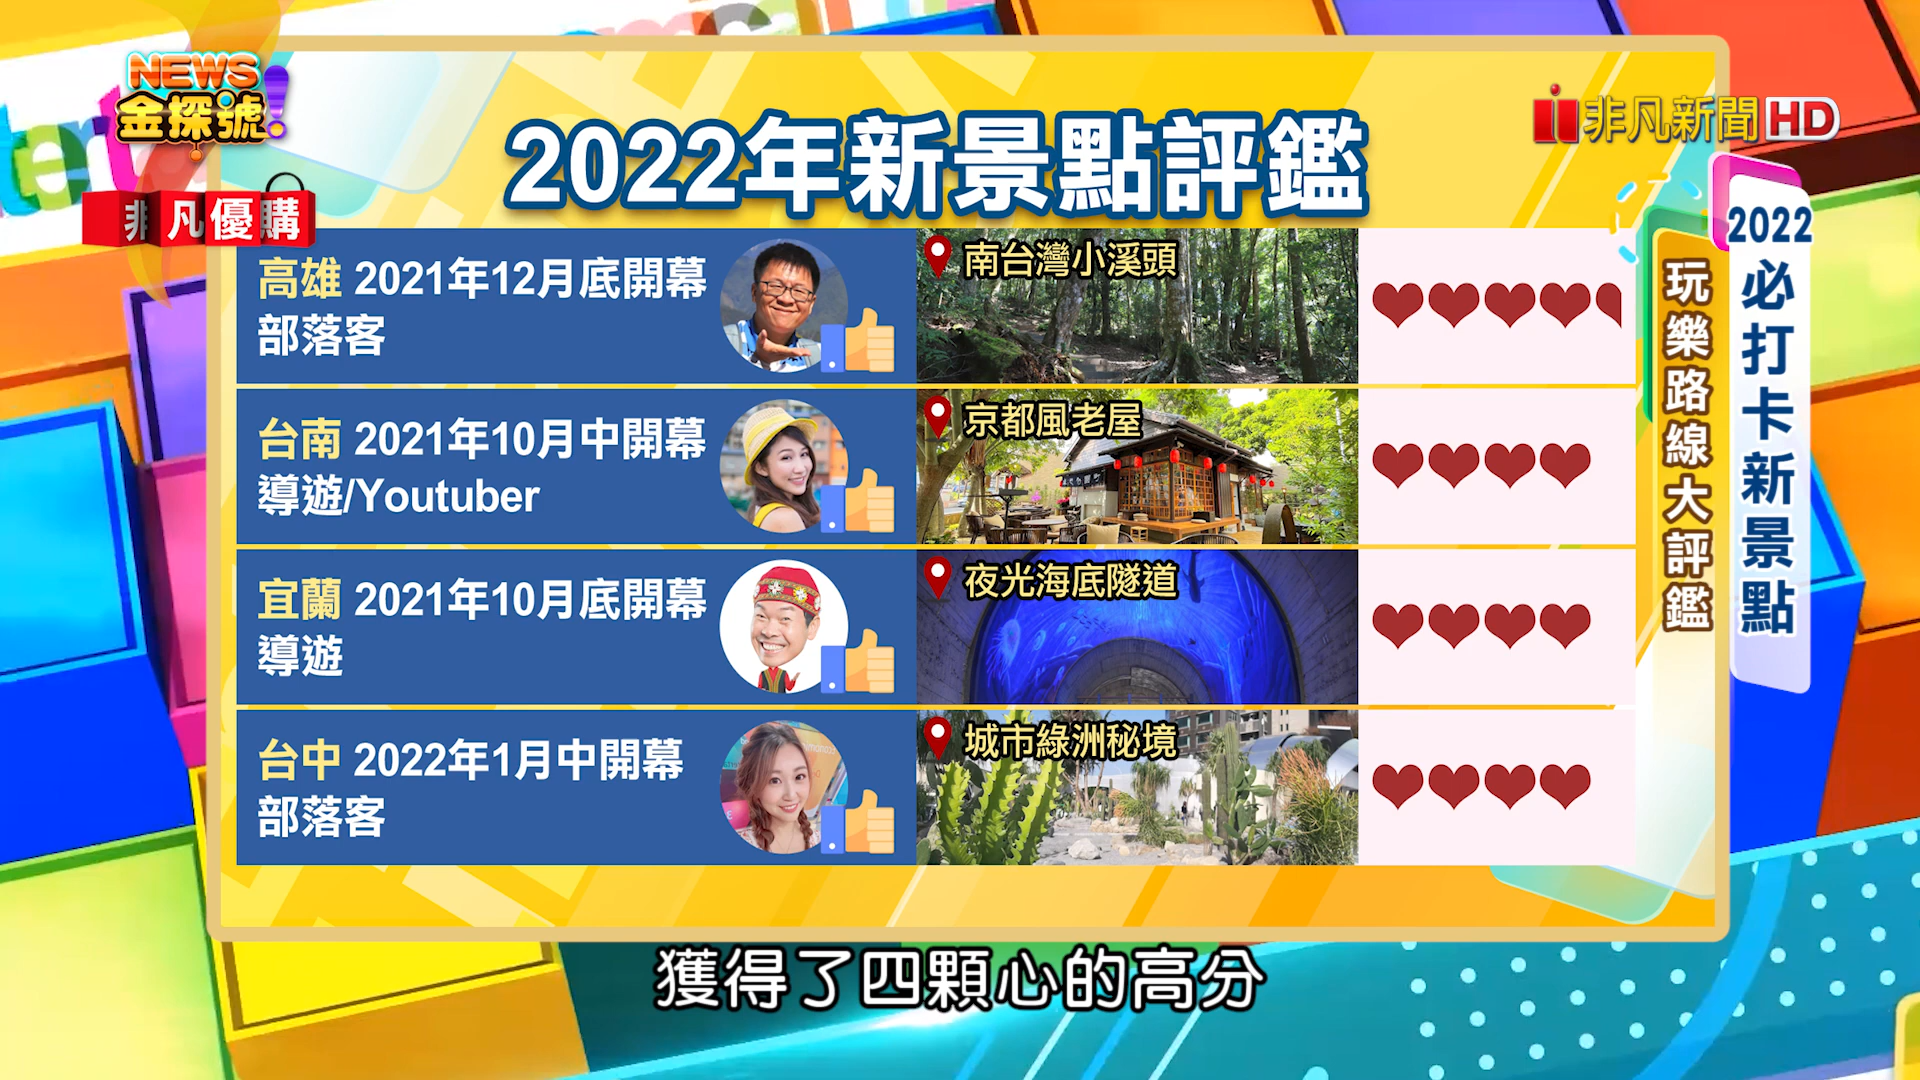 NEWS
金探號!
非凡新聞HD
非凡優購
2022年新景點評鑑
高雄 2021年12月底開幕
部落客
南台灣小溪頭
台南 2021年10月中開幕
導遊/Youtuber
京都風老屋
宜蘭 2021年10月底開幕
導遊
夜光海底隧道
台中 2022年1月中開幕
部落客
城市綠洲秘境
2022必打卡新景點
玩樂路線大評鑑
獲得了四顆心的高分